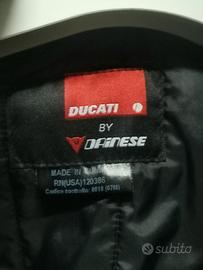 DUCATI
BY
DAINESE
MADE IN
RN(USA)120386
Codice controllo:
subito